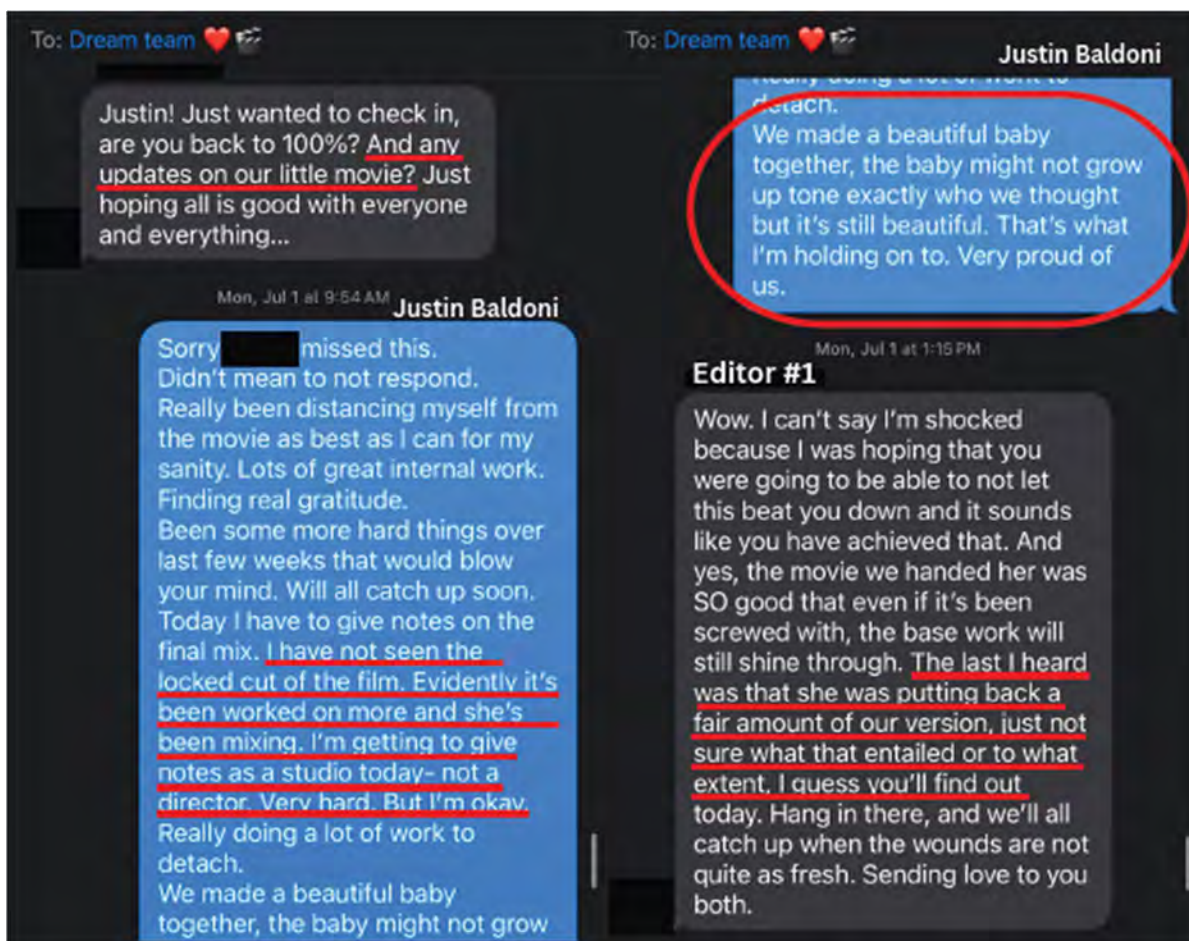 To: Dream team ❤️🎬
Justin! Just wanted to check in,
are you back to 100%? And any
updates on our little movie? Just
hoping all is good with everyone
and everything...
Mon, Jul 1 at 9:54 AM
Justin Baldoni
Sorry missed this.
Didn't mean to not respond.
Really been distancing myself from
the movie as best as I can for my
sanity. Lots of great internal work.
Finding real gratitude.
Been some more hard things over
last few weeks that would blow
your mind. Will all catch up soon.
Today I have to give notes on the
final mix. I have not seen the
locked cut of the film. Evidently it's
been worked on more and she's
been mixing. I'm getting to give
notes as a studio today- not a
director. Very hard. But I'm okay.
Really doing a lot of work to
detach.
We made a beautiful baby
together, the baby might not grow
To: Dream team ❤️🎬
Justin Baldoni
Really doing a lot of work to
detach.
We made a beautiful baby
together, the baby might not grow
up tone exactly who we thought
but it's still beautiful. That's what
I'm holding on to. Very proud of
us.
Mon, Jul 1 at 1:15 PM
Editor #1
Wow. I can't say I'm shocked
because I was hoping that you
were going to be able to not let
this beat you down and it sounds
like you have achieved that. And
yes, the movie we handed her was
SO good that even if it's been
screwed with, the base work will
still shine through. The last I heard
was that she was putting back a
fair amount of our version, just not
sure what that entailed or to what
extent, I guess you'll find out
today. Hang in there, and we'll all
catch up when the wounds are not
quite as fresh. Sending love to you
both.